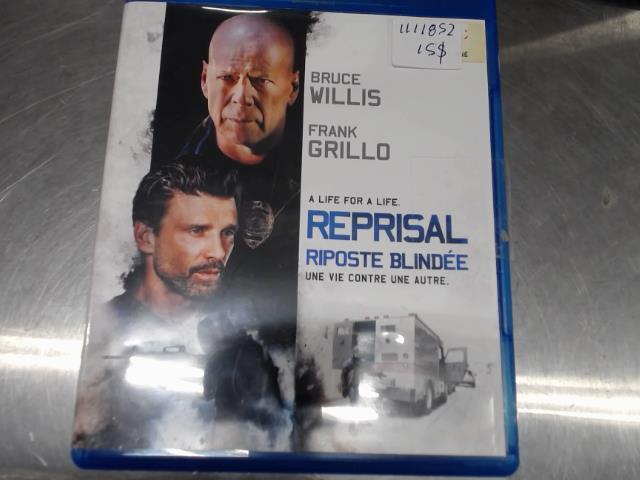 1111852
15$
BRUCE
WILLIS
FRANK
GRILLO
A LIFE FOR A LIFE.
REPRISAL
RIPOSTE BLINDÉE
UNE VIE CONTRE UNE AUTRE.